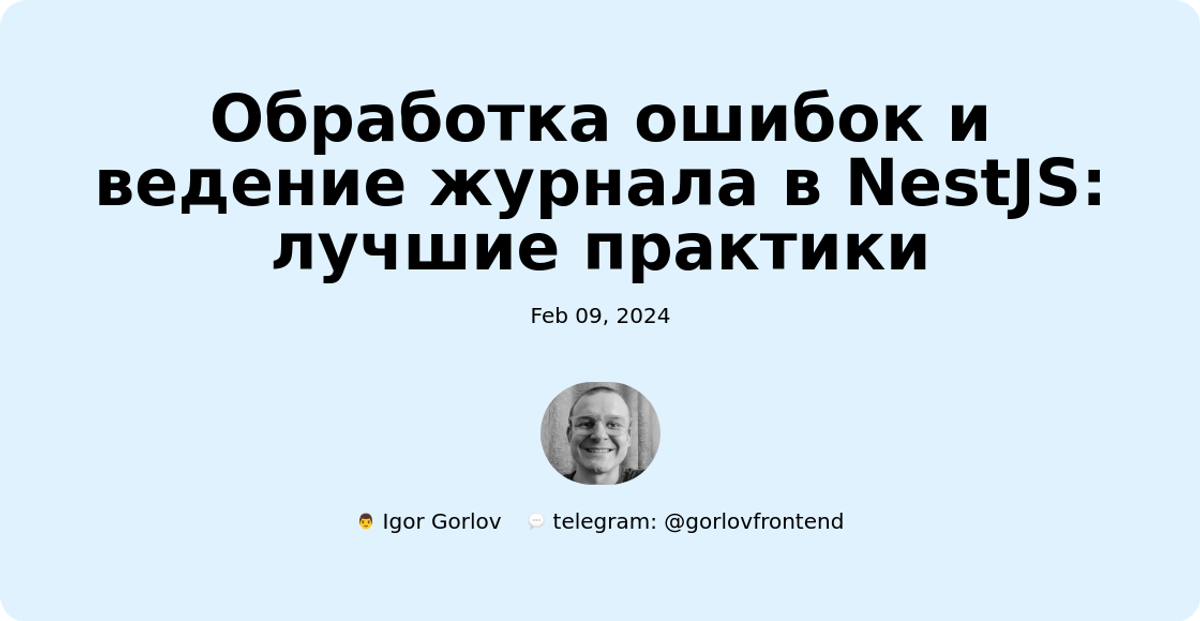 Обработка ошибок и
ведение журнала в NestJS:
лучшие практики
Feb 09, 2024
👨 Igor Gorlov 💬 telegram: @gorlovfrontend